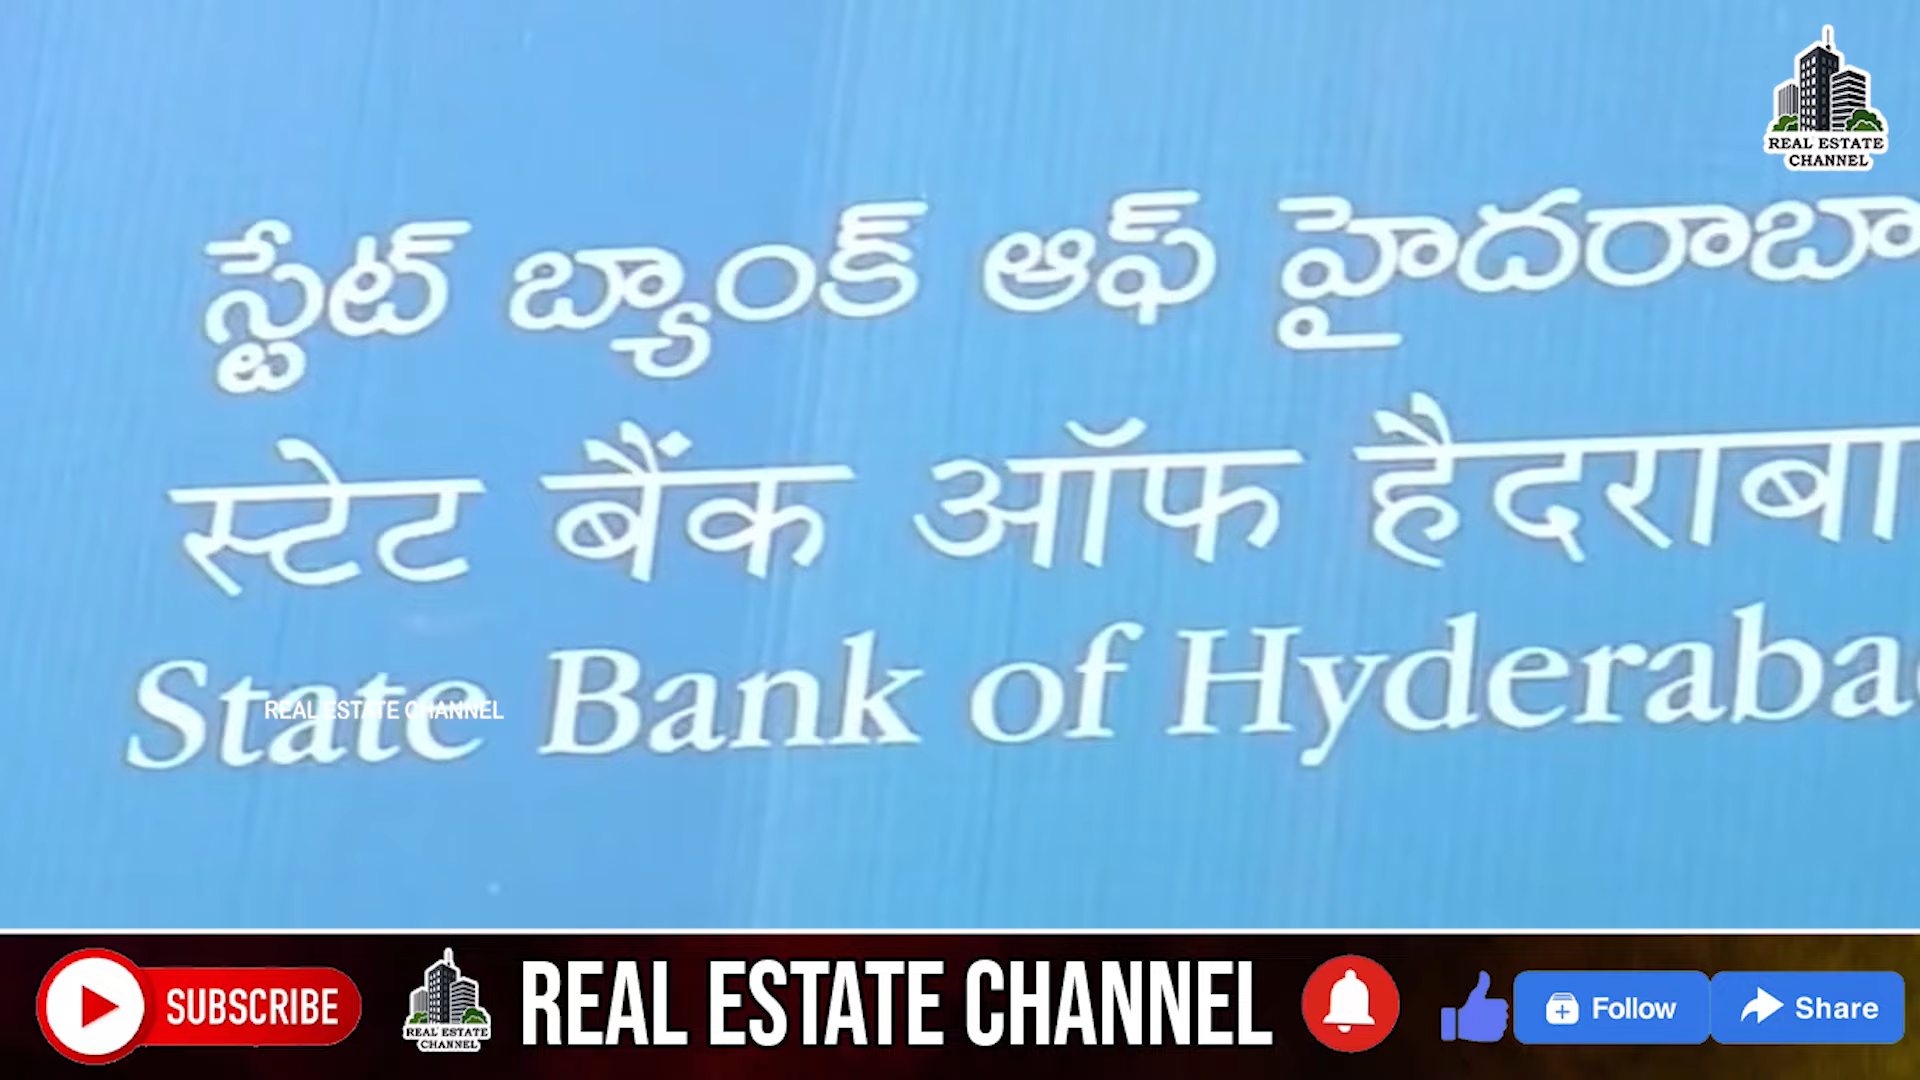 REAL ESTATE
CHANNEL
స్టేట్ బ్యాంక్ ఆఫ్ హైదరాబా
स्टेट बैंक ऑफ हैदराबा
State Bank of Hyderaba
REAL ESTATE CHANNEL
SUBSCRIBE
REAL ESTATE
CHANNEL
REAL ESTATE CHANNEL
Follow
Share